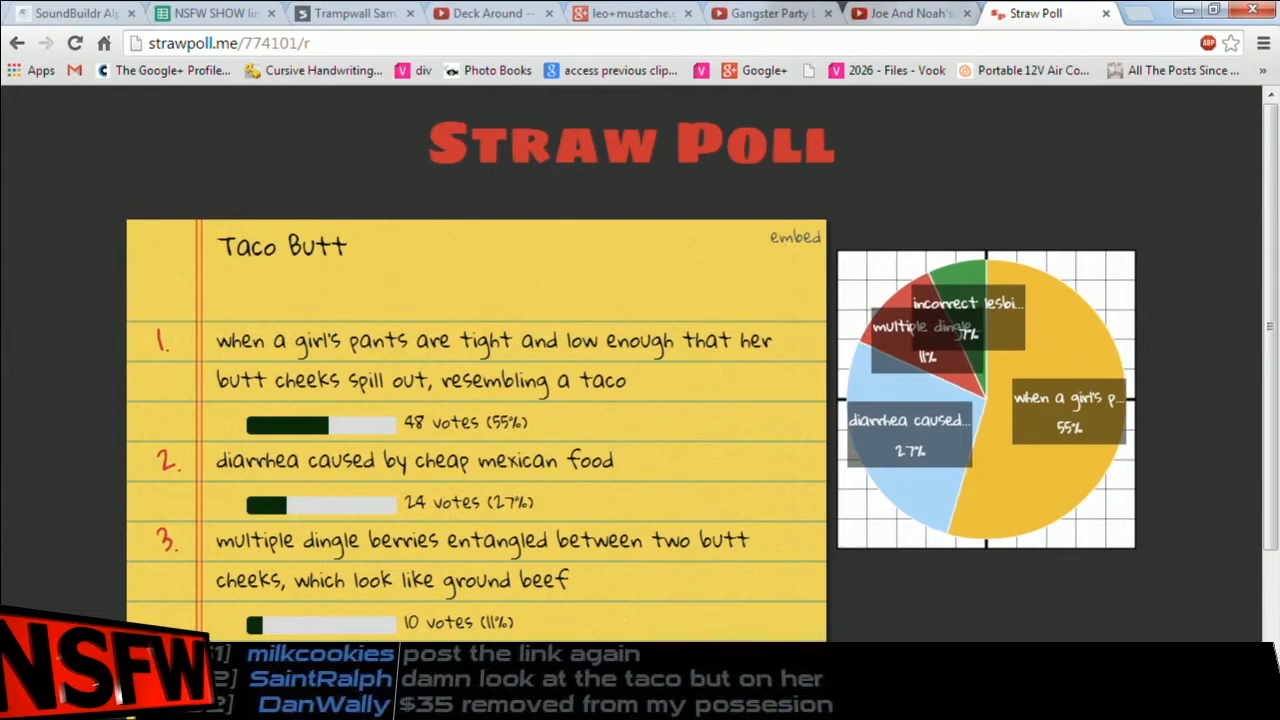 SoundBuildr Al
NSFW SHOW lin
Trampwall Sam
Deck Around --
leo+mustache.g
Gangster Party L
Joe And Noah's
Straw Poll
strawpoll.me/774101/r
ABP
Apps
The Google+ Profile...
Cursive Handwriting...
div
Photo Books
access previous clip...
Google+
2026 - Files - Vook
Portable 12V Air Co...
All The Posts Since ...
»
STRAW POLL
Taco Butt
embed
1. when a girl's pants are tight and low enough that her
butt cheeks spill out, resembling a taco
48 votes (55%)
2. diarrhea caused by cheap mexican food
24 votes (27%)
3. multiple dingle berries entangled between two butt
cheeks, which look like ground beef
10 votes (11%)
incorrect lesbi...
7%
multiple dingle...
11%
when a girl's p...
55%
diarrhea caused...
27%
NSFW
milkcookies post the link again
SaintRalph damn look at the taco but on her
DanWally $35 removed from my possesion